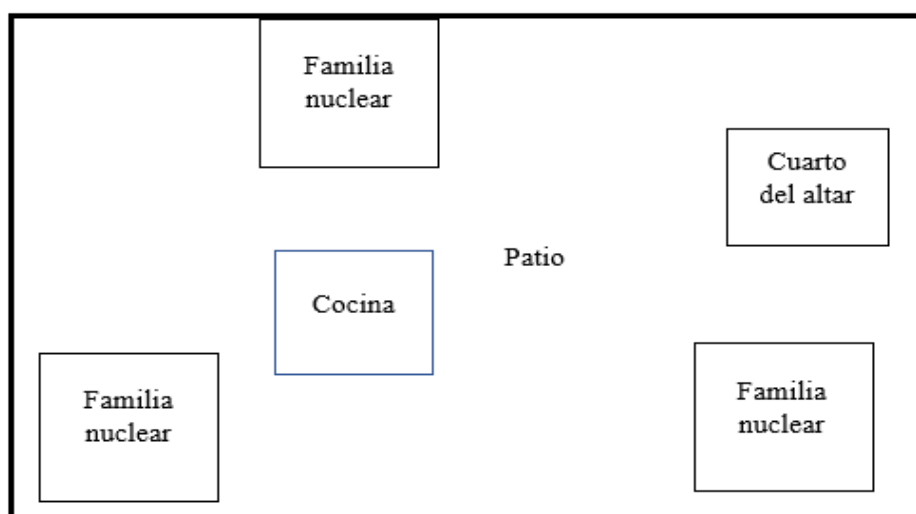 Familia
nuclear
Cuarto
del altar
Patio
Cocina
Familia
nuclear
Familia
nuclear